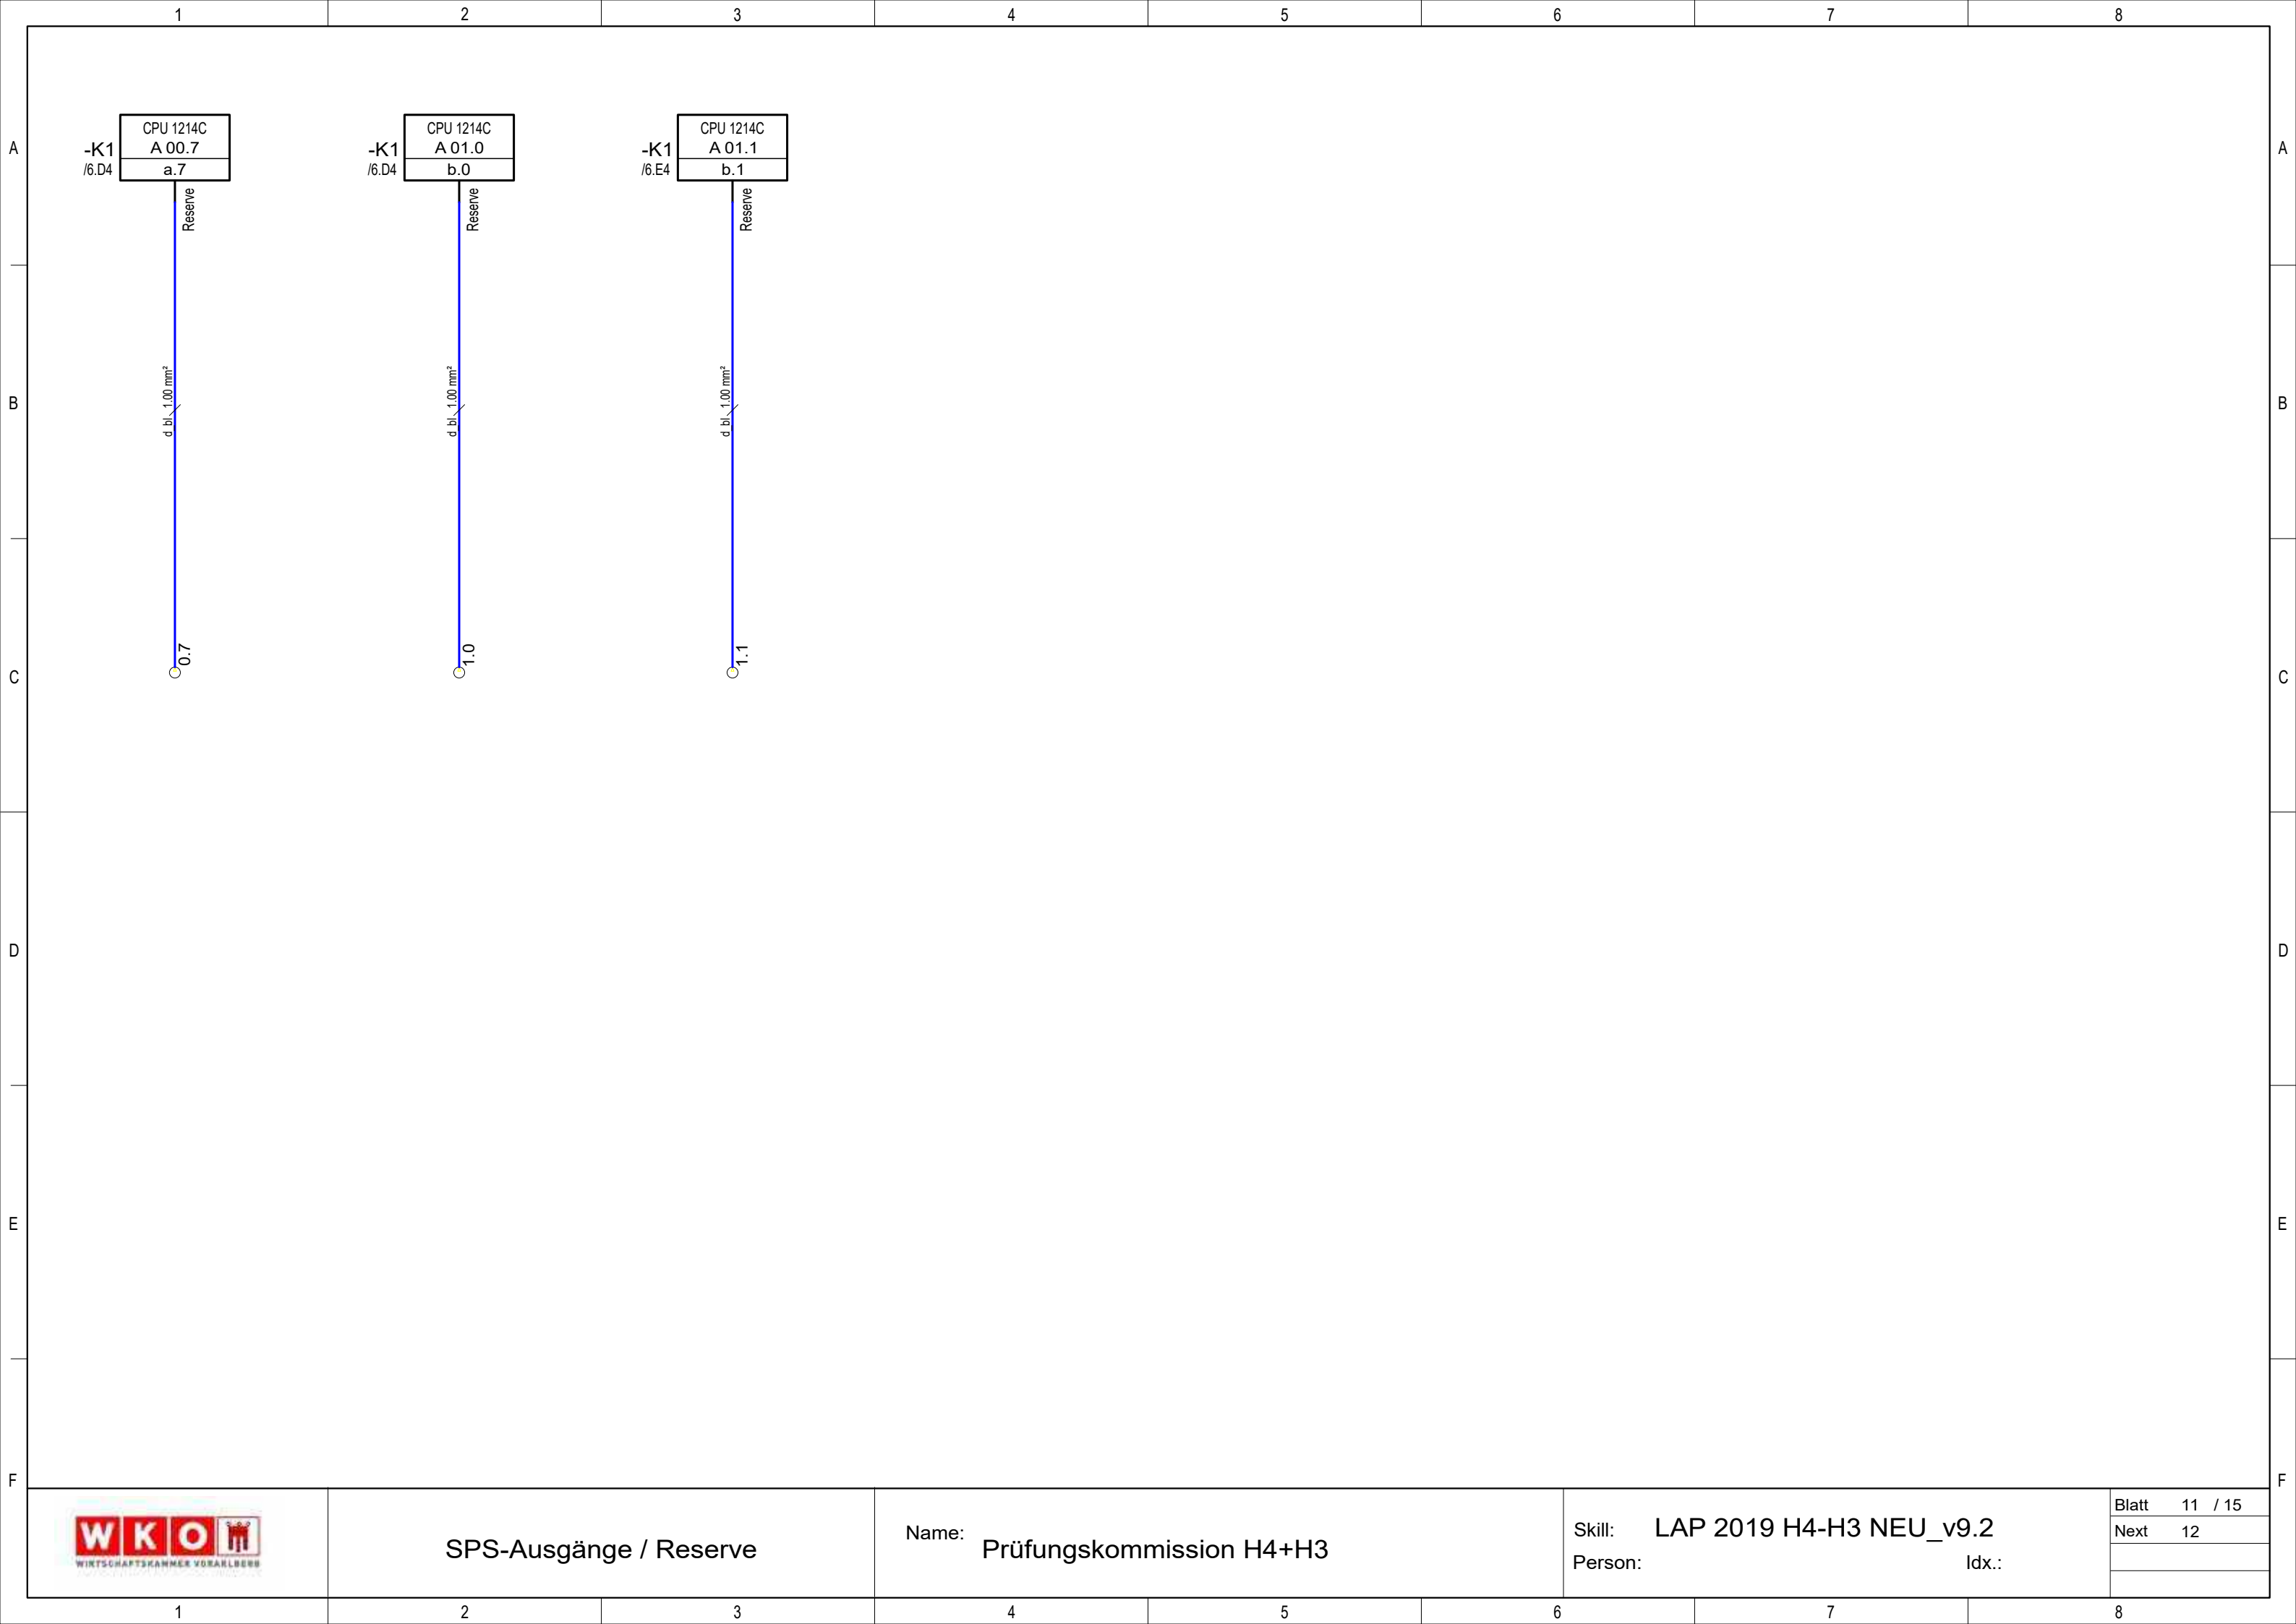 1 2 3 4 5 6 7 8
A A
CPU 1214C
-K1 A 00.7
/6.D4 a.7
Reserve
CPU 1214C
-K1 A 01.0
/6.D4 b.0
Reserve
CPU 1214C
-K1 A 01.1
/6.E4 b.1
Reserve
B B
d bl. 1.00 mm²
d bl. 1.00 mm²
d bl. 1.00 mm²
0.7
1.0
1.1
C C
D D
E E
F F
WKO
WIRTSCHAFTSKAMMER VORARLBERG
SPS-Ausgänge / Reserve
Name: Prüfungskommission H4+H3
Skill: LAP 2019 H4-H3 NEU_v9.2
Person: Idx.:
Blatt 11 / 15
Next 12
1 2 3 4 5 6 7 8